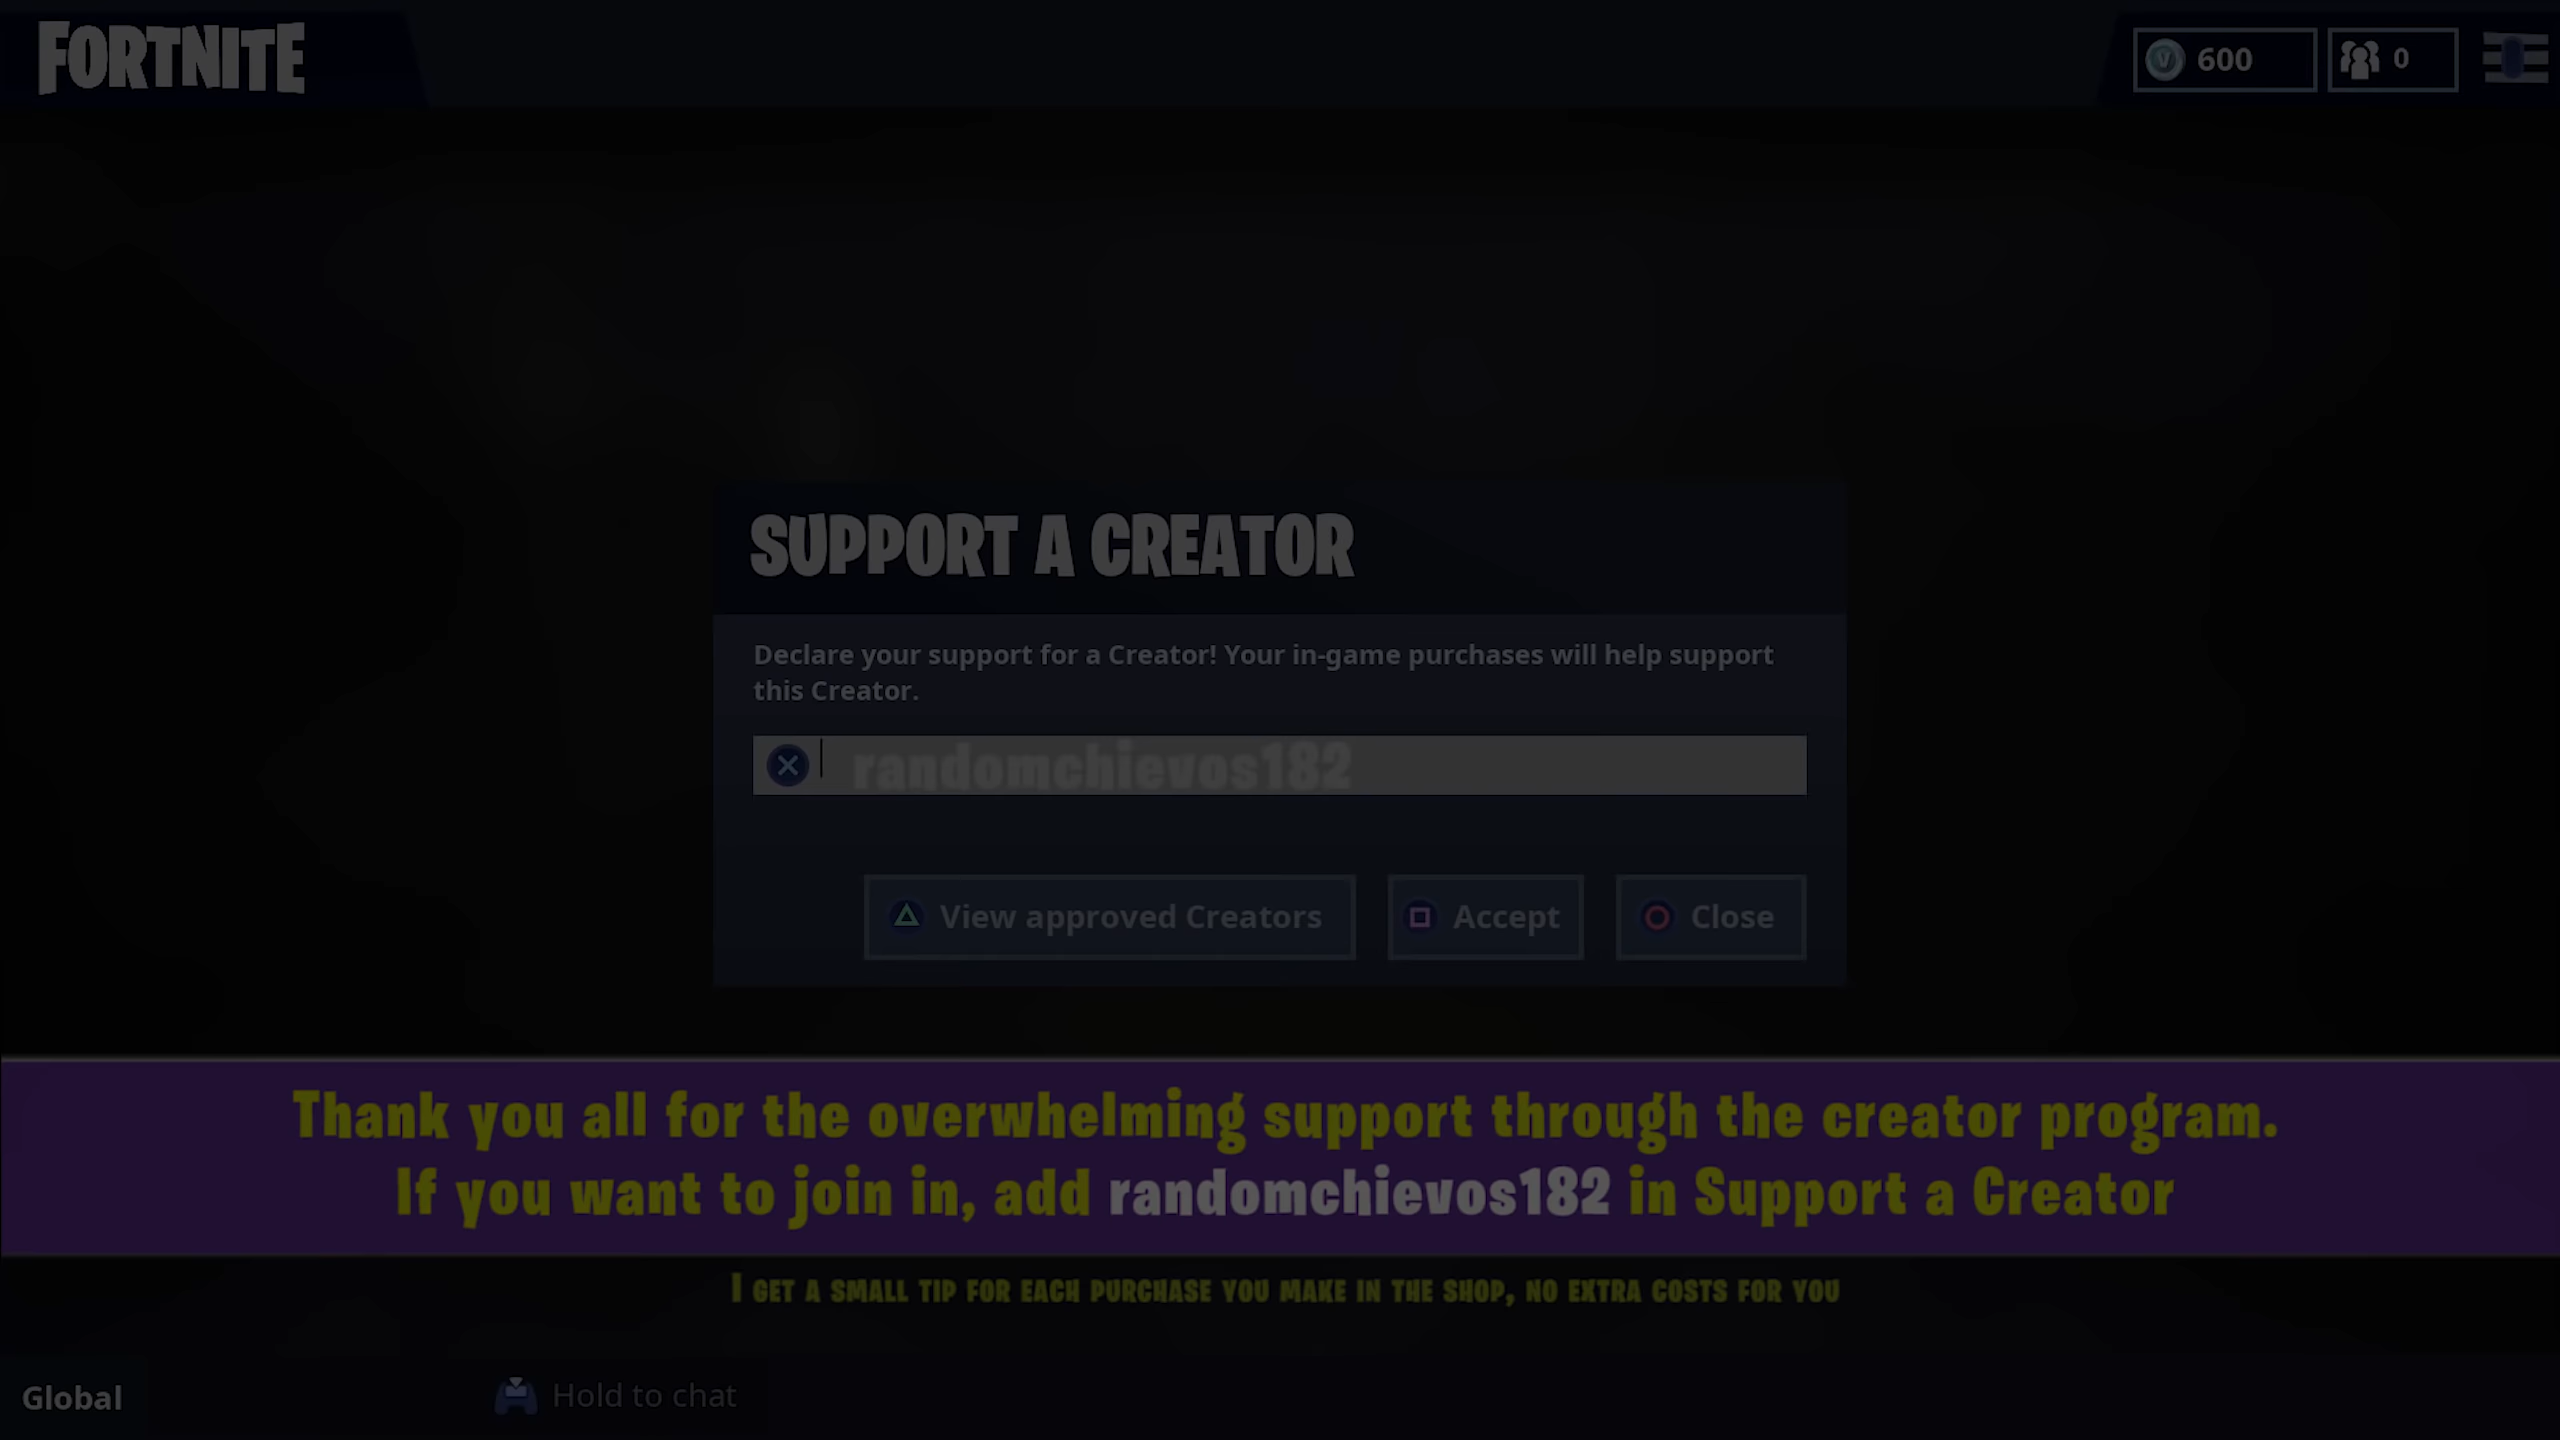 FORTNITE
600
0
SUPPORT A CREATOR
Declare your support for a Creator! Your in-game purchases will help support
this Creator.
randomchievos182
View approved Creators
Accept
Close
Thank you all for the overwhelming support through the creator program.
If you want to join in, add randomchievos182 in Support a Creator
I GET A SMALL TIP FOR EACH PURCHASE YOU MAKE IN THE SHOP, NO EXTRA COSTS FOR YOU
Global
Hold to chat